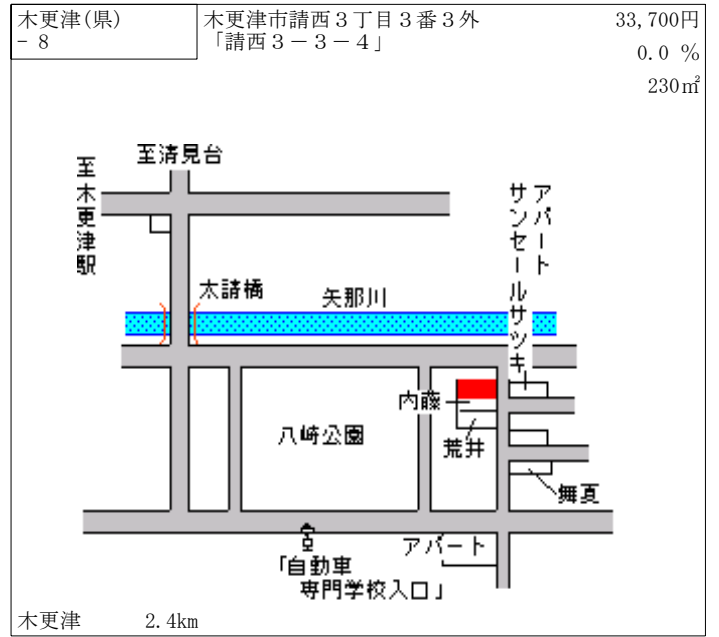 木更津(県)
- 8
木更津市請西３丁目３番３外
「請西３－３－４」
33,700円
0.0 %
230㎡
至清見台
至木更津駅
アパート
サンセールサツキ
太請橋
矢那川
内藤
荒井
八崎公園
舞夏
アパート
「自動車
専門学校入口」
木更津 2.4km